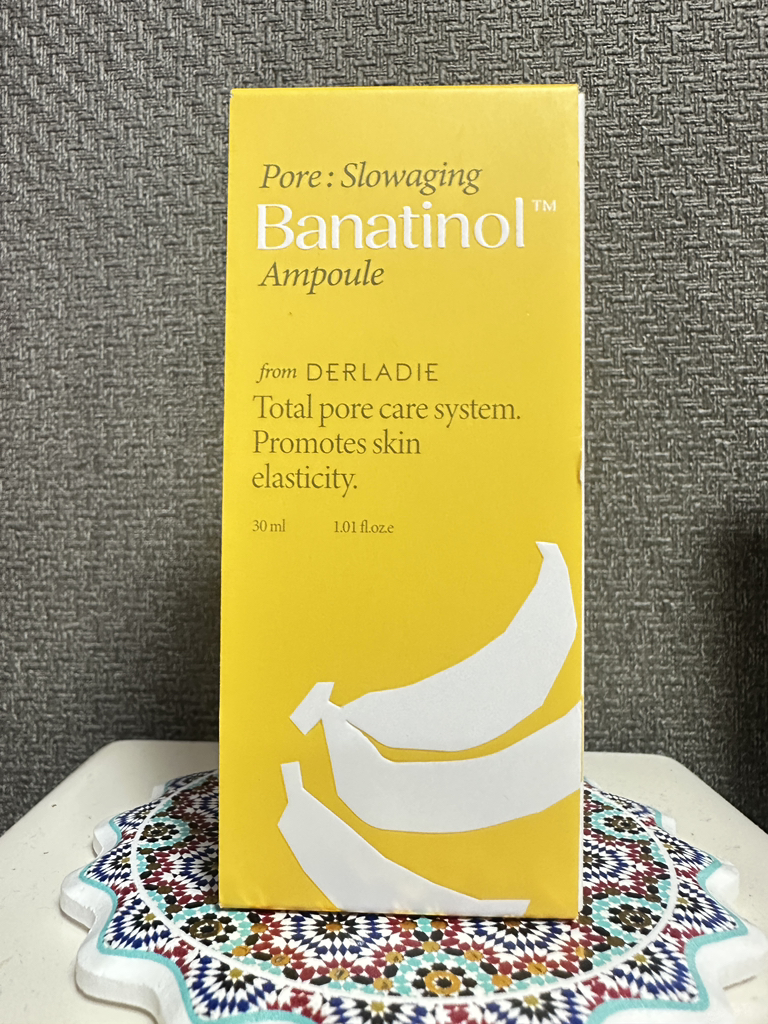 Pore : Slowaging
Banatinol™
Ampoule
from DERLADIE
Total pore care system.
Promotes skin
elasticity.
30 ml 1.01 fl.oz.e